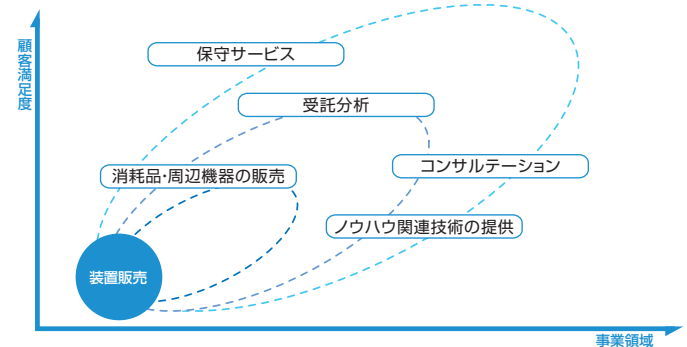 顧客満足度
保守サービス
受託分析
コンサルテーション
消耗品・周辺機器の販売
ノウハウ関連技術の提供
装置販売
事業領域